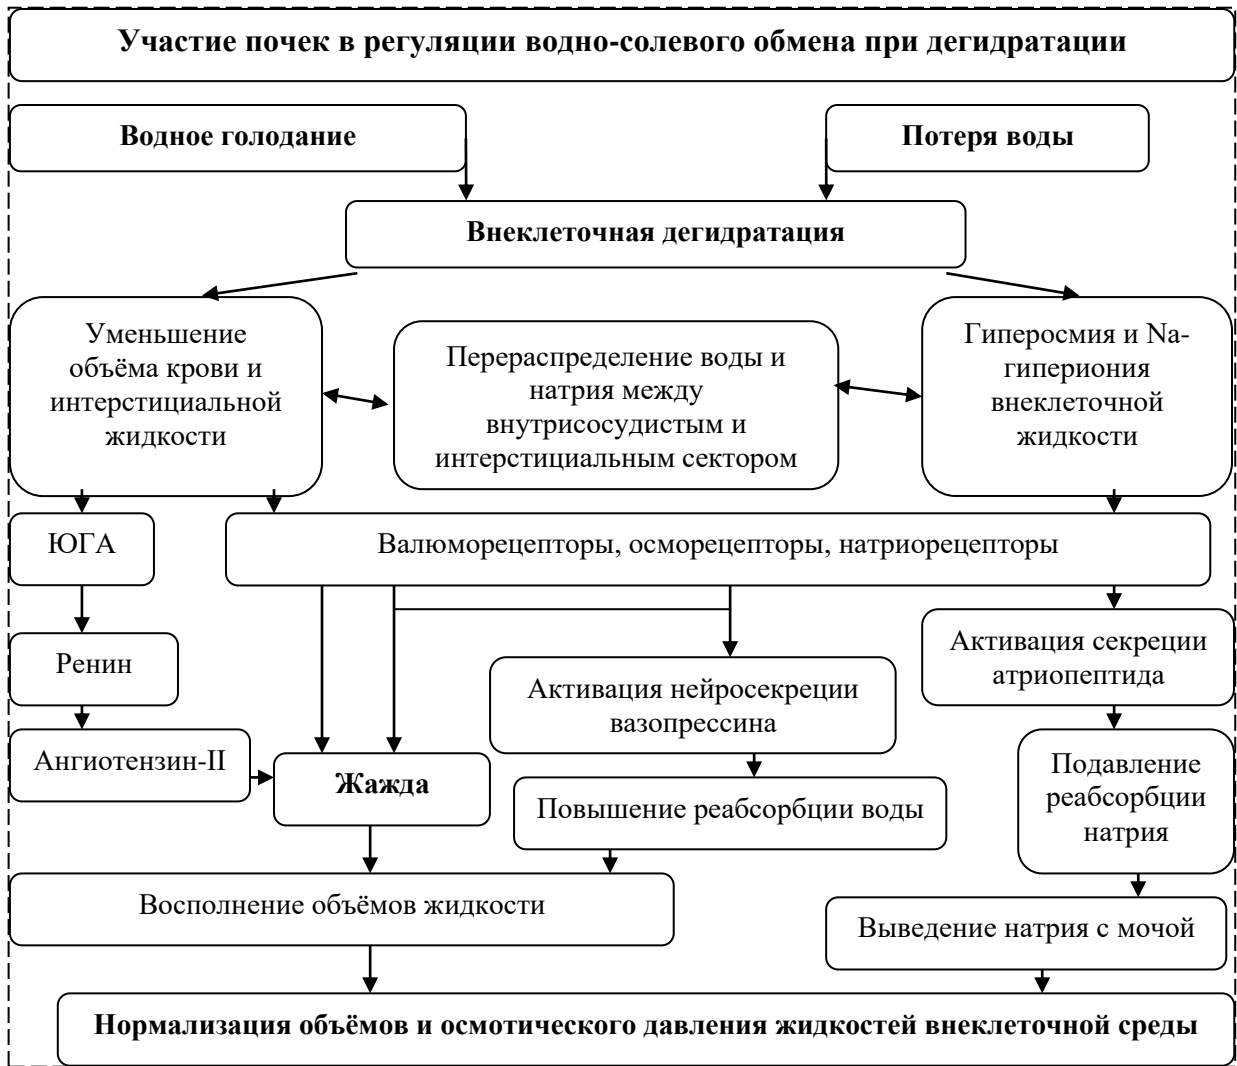 Участие почек в регуляции водно-солевого обмена при дегидратации
Водное голодание
Потеря воды
Внеклеточная дегидратация
Уменьшение
объёма крови и
интерстициальной
жидкости
Перераспределение воды и
натрия между
внутрисосудистым и
интерстициальным сектором
Гиперосмия и Na-
гипериония
внеклеточной
жидкости
ЮГА
Валюморецепторы, осморецепторы, натриорецепторы
Ренин
Активация нейросекреции
вазопрессина
Активация секреции
атриопептида
Ангиотензин-II
Жажда
Повышение реабсорбции воды
Подавление
реабсорбции
натрия
Восполнение объёмов жидкости
Выведение натрия с мочой
Нормализация объёмов и осмотического давления жидкостей внеклеточной среды